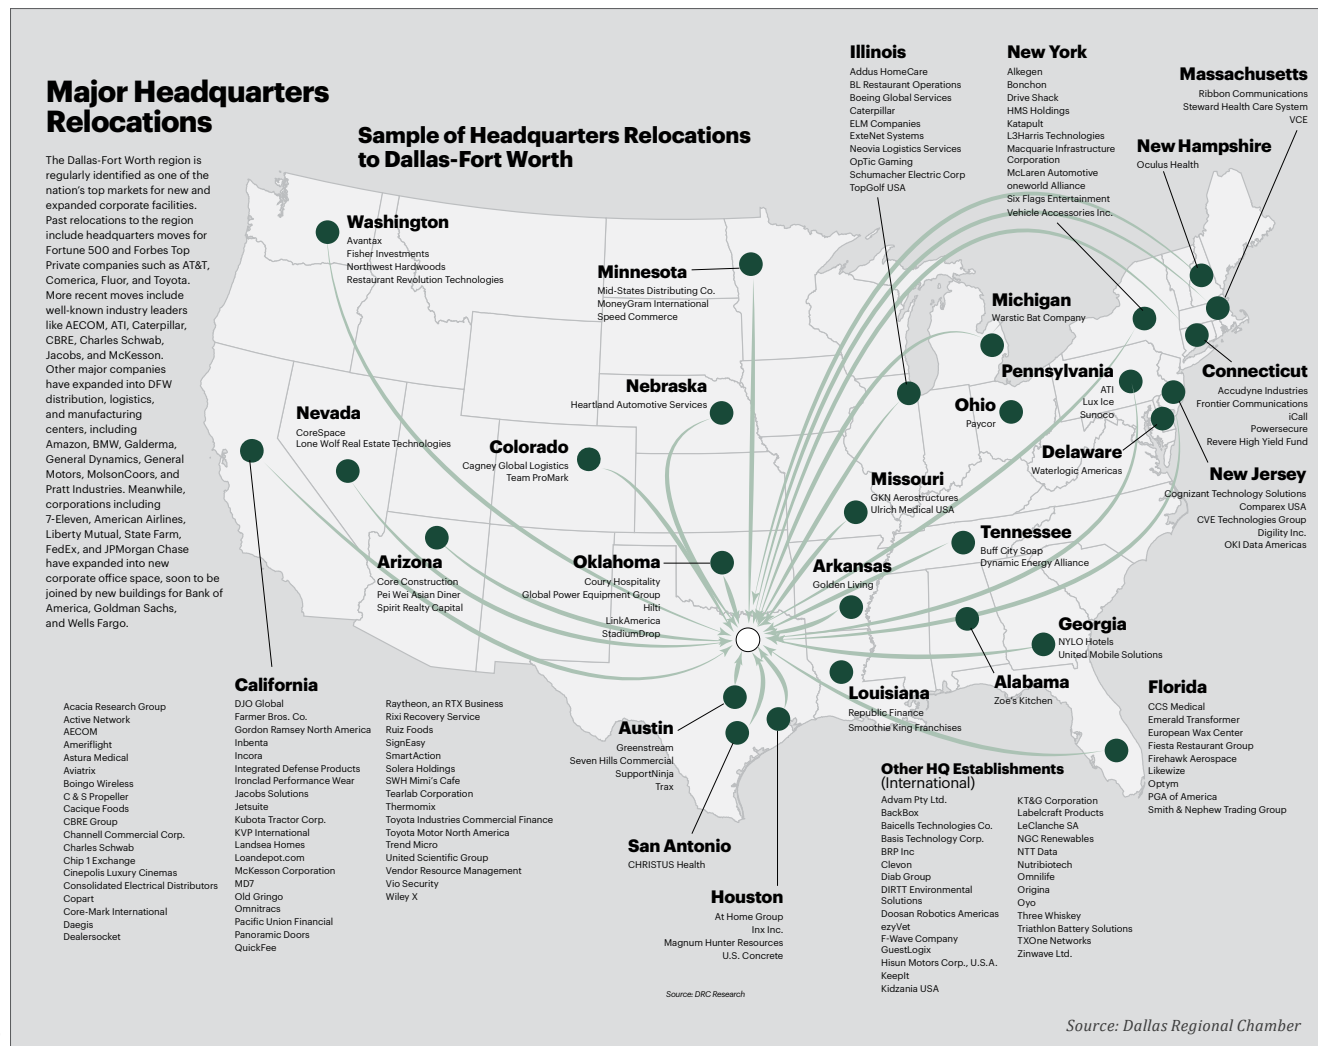 Major Headquarters
Relocations
The Dallas-Fort Worth region is
regularly identified as one of the
nation's top markets for new and
expanded corporate facilities.
Past relocations to the region
include headquarters moves for
Fortune 500 and Forbes Top
Private companies such as AT&T,
Comerica, Fluor, and Toyota.
More recent moves include
well-known industry leaders
like AECOM, ATI, Caterpillar,
CBRE, Charles Schwab,
Jacobs, and McKesson.
Other major companies
have expanded into DFW
distribution, logistics,
and manufacturing
centers, including
Amazon, BMW, Galderma,
General Dynamics, General
Motors, MolsonCoors, and
Pratt Industries. Meanwhile,
corporations including
7-Eleven, American Airlines,
Liberty Mutual, State Farm,
FedEx, and JPMorgan Chase
have expanded into new
corporate office space, soon to be
joined by new buildings for Bank of
America, Goldman Sachs,
and Wells Fargo.
Sample of Headquarters Relocations
to Dallas-Fort Worth
Illinois
Addus HomeCare
BL Restaurant Operations
Boeing Global Services
Caterpillar
ELM Companies
ExteNet Systems
Neovia Logistics Services
OpTic Gaming
Schumacher Electric Corp
TopGolf USA
New York
Alkegen
Bonchon
Drive Shack
HMS Holdings
Katapult
L3Harris Technologies
Macquarie Infrastructure
Corporation
McLaren Automotive
oneworld Alliance
Six Flags Entertainment
Vehicle Accessories Inc.
Massachusetts
Ribbon Communications
Steward Health Care System
VCE
New Hampshire
Oculus Health
Washington
Avantax
Fisher Investments
Northwest Hardwoods
Restaurant Revolution Technologies
Minnesota
Mid-States Distributing Co.
MoneyGram International
Speed Commerce
Michigan
Warstic Bat Company
Pennsylvania
ATI
Lux Ice
Sunoco
Connecticut
Accudyne Industries
Frontier Communications
iCall
Powersecure
Revere High Yield Fund
Nebraska
Heartland Automotive Services
Ohio
Paycor
Nevada
CoreSpace
Lone Wolf Real Estate Technologies
Colorado
Cagney Global Logistics
Team ProMark
Delaware
Waterlogic Americas
New Jersey
Cognizant Technology Solutions
Comparex USA
CVE Technologies Group
Digility Inc.
OKI Data Americas
Missouri
GKN Aerostructures
Ulrich Medical USA
Tennessee
Buff City Soap
Dynamic Energy Alliance
Arizona
Core Construction
Pei Wei Asian Diner
Spirit Realty Capital
Oklahoma
Coury Hospitality
Global Power Equipment Group
Hilti
LinkAmerica
StadiumDrop
Arkansas
Golden Living
Georgia
NYLO Hotels
United Mobile Solutions
Alabama
Zoe's Kitchen
Louisiana
Republic Finance
Smoothie King Franchises
Florida
CCS Medical
Emerald Transformer
European Wax Center
Fiesta Restaurant Group
Firehawk Aerospace
Likewize
Optym
PGA of America
Smith & Nephew Trading Group
California
Acacia Research Group
Active Network
AECOM
Ameriflight
Astura Medical
Aviatrix
Boingo Wireless
C & S Propeller
Cacique Foods
CBRE Group
Channell Commercial Corp.
Charles Schwab
Chip 1 Exchange
Cinepolis Luxury Cinemas
Consolidated Electrical Distributors
Copart
Core-Mark International
Daegis
Dealersocket
DJO Global
Farmer Bros. Co.
Gordon Ramsey North America
Inbenta
Incora
Integrated Defense Products
Ironclad Performance Wear
Jacobs Solutions
Jetsuite
Kubota Tractor Corp.
KVP International
Landsea Homes
Loandepot.com
McKesson Corporation
MD7
Old Gringo
Omnitracs
Pacific Union Financial
Panoramic Doors
QuickFee
Raytheon, an RTX Business
Rixi Recovery Service
Ruiz Foods
SignEasy
SmartAction
Solera Holdings
SWH Mimi's Cafe
Tearlab Corporation
Thermomix
Toyota Industries Commercial Finance
Toyota Motor North America
Trend Micro
United Scientific Group
Vendor Resource Management
Vio Security
Wiley X
Austin
Greenstream
Seven Hills Commercial
SupportNinja
Trax
San Antonio
CHRISTUS Health
Houston
At Home Group
Inx Inc.
Magnum Hunter Resources
U.S. Concrete
Other HQ Establishments
(International)
Advam Pty Ltd.
BackBox
Baicells Technologies Co.
Basis Technology Corp.
BRP Inc
Clevon
Diab Group
DIRTT Environmental
Solutions
Doosan Robotics Americas
ezyVet
F-Wave Company
GuestLogix
Hisun Motors Corp., U.S.A.
KeepIt
Kidzania USA
KT&G Corporation
Labelcraft Products
LeClanche SA
NGC Renewables
NTT Data
Nutribiotech
Omnilife
Origina
Oyo
Three Whiskey
Triathlon Battery Solutions
TXOne Networks
Zinwave Ltd.
Source: DRC Research
Source: Dallas Regional Chamber